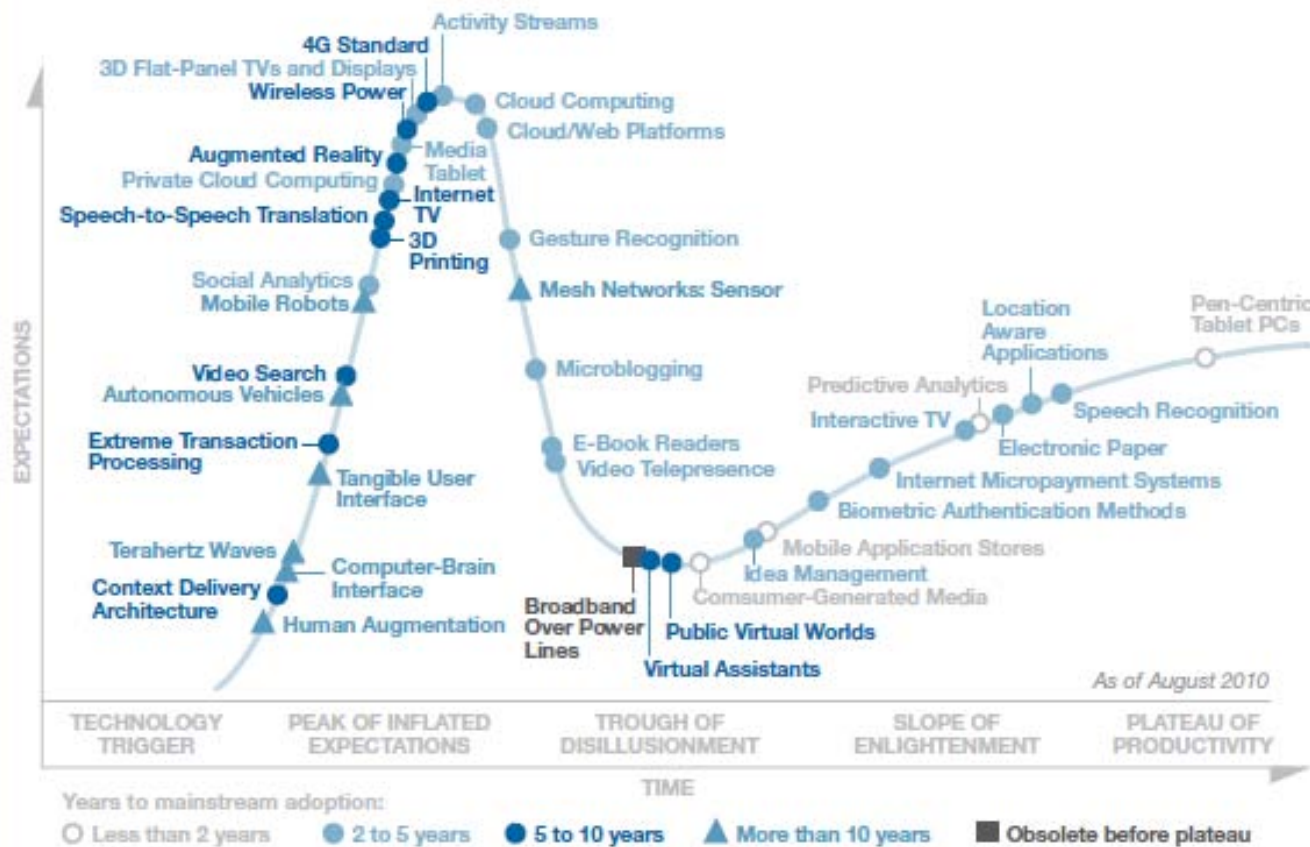 Activity Streams
4G Standard
3D Flat-Panel TVs and Displays
Wireless Power
Cloud Computing
Cloud/Web Platforms
Augmented Reality
Media
Tablet
Private Cloud Computing
Internet
TV
Speech-to-Speech Translation
3D
Printing
Gesture Recognition
Social Analytics
Mobile Robots
Mesh Networks: Sensor
Pen-Centric
Tablet PCs
Location
Aware
Applications
Video Search
Autonomous Vehicles
Microblogging
Predictive Analytics
Interactive TV
Speech Recognition
Extreme Transaction
Processing
E-Book Readers
Video Telepresence
Electronic Paper
Tangible User
Interface
Internet Micropayment Systems
Biometric Authentication Methods
Terahertz Waves
Computer-Brain
Interface
Mobile Application Stores
Idea Management
Context Delivery
Architecture
Comsumer-Generated Media
Broadband
Over Power
Lines
Human Augmentation
Public Virtual Worlds
Virtual Assistants
EXPECTATIONS
As of August 2010
TECHNOLOGY
TRIGGER
PEAK OF INFLATED
EXPECTATIONS
TROUGH OF
DISILLUSIONMENT
SLOPE OF
ENLIGHTENMENT
PLATEAU OF
PRODUCTIVITY
TIME
Years to mainstream adoption:
Less than 2 years
2 to 5 years
5 to 10 years
More than 10 years
Obsolete before plateau